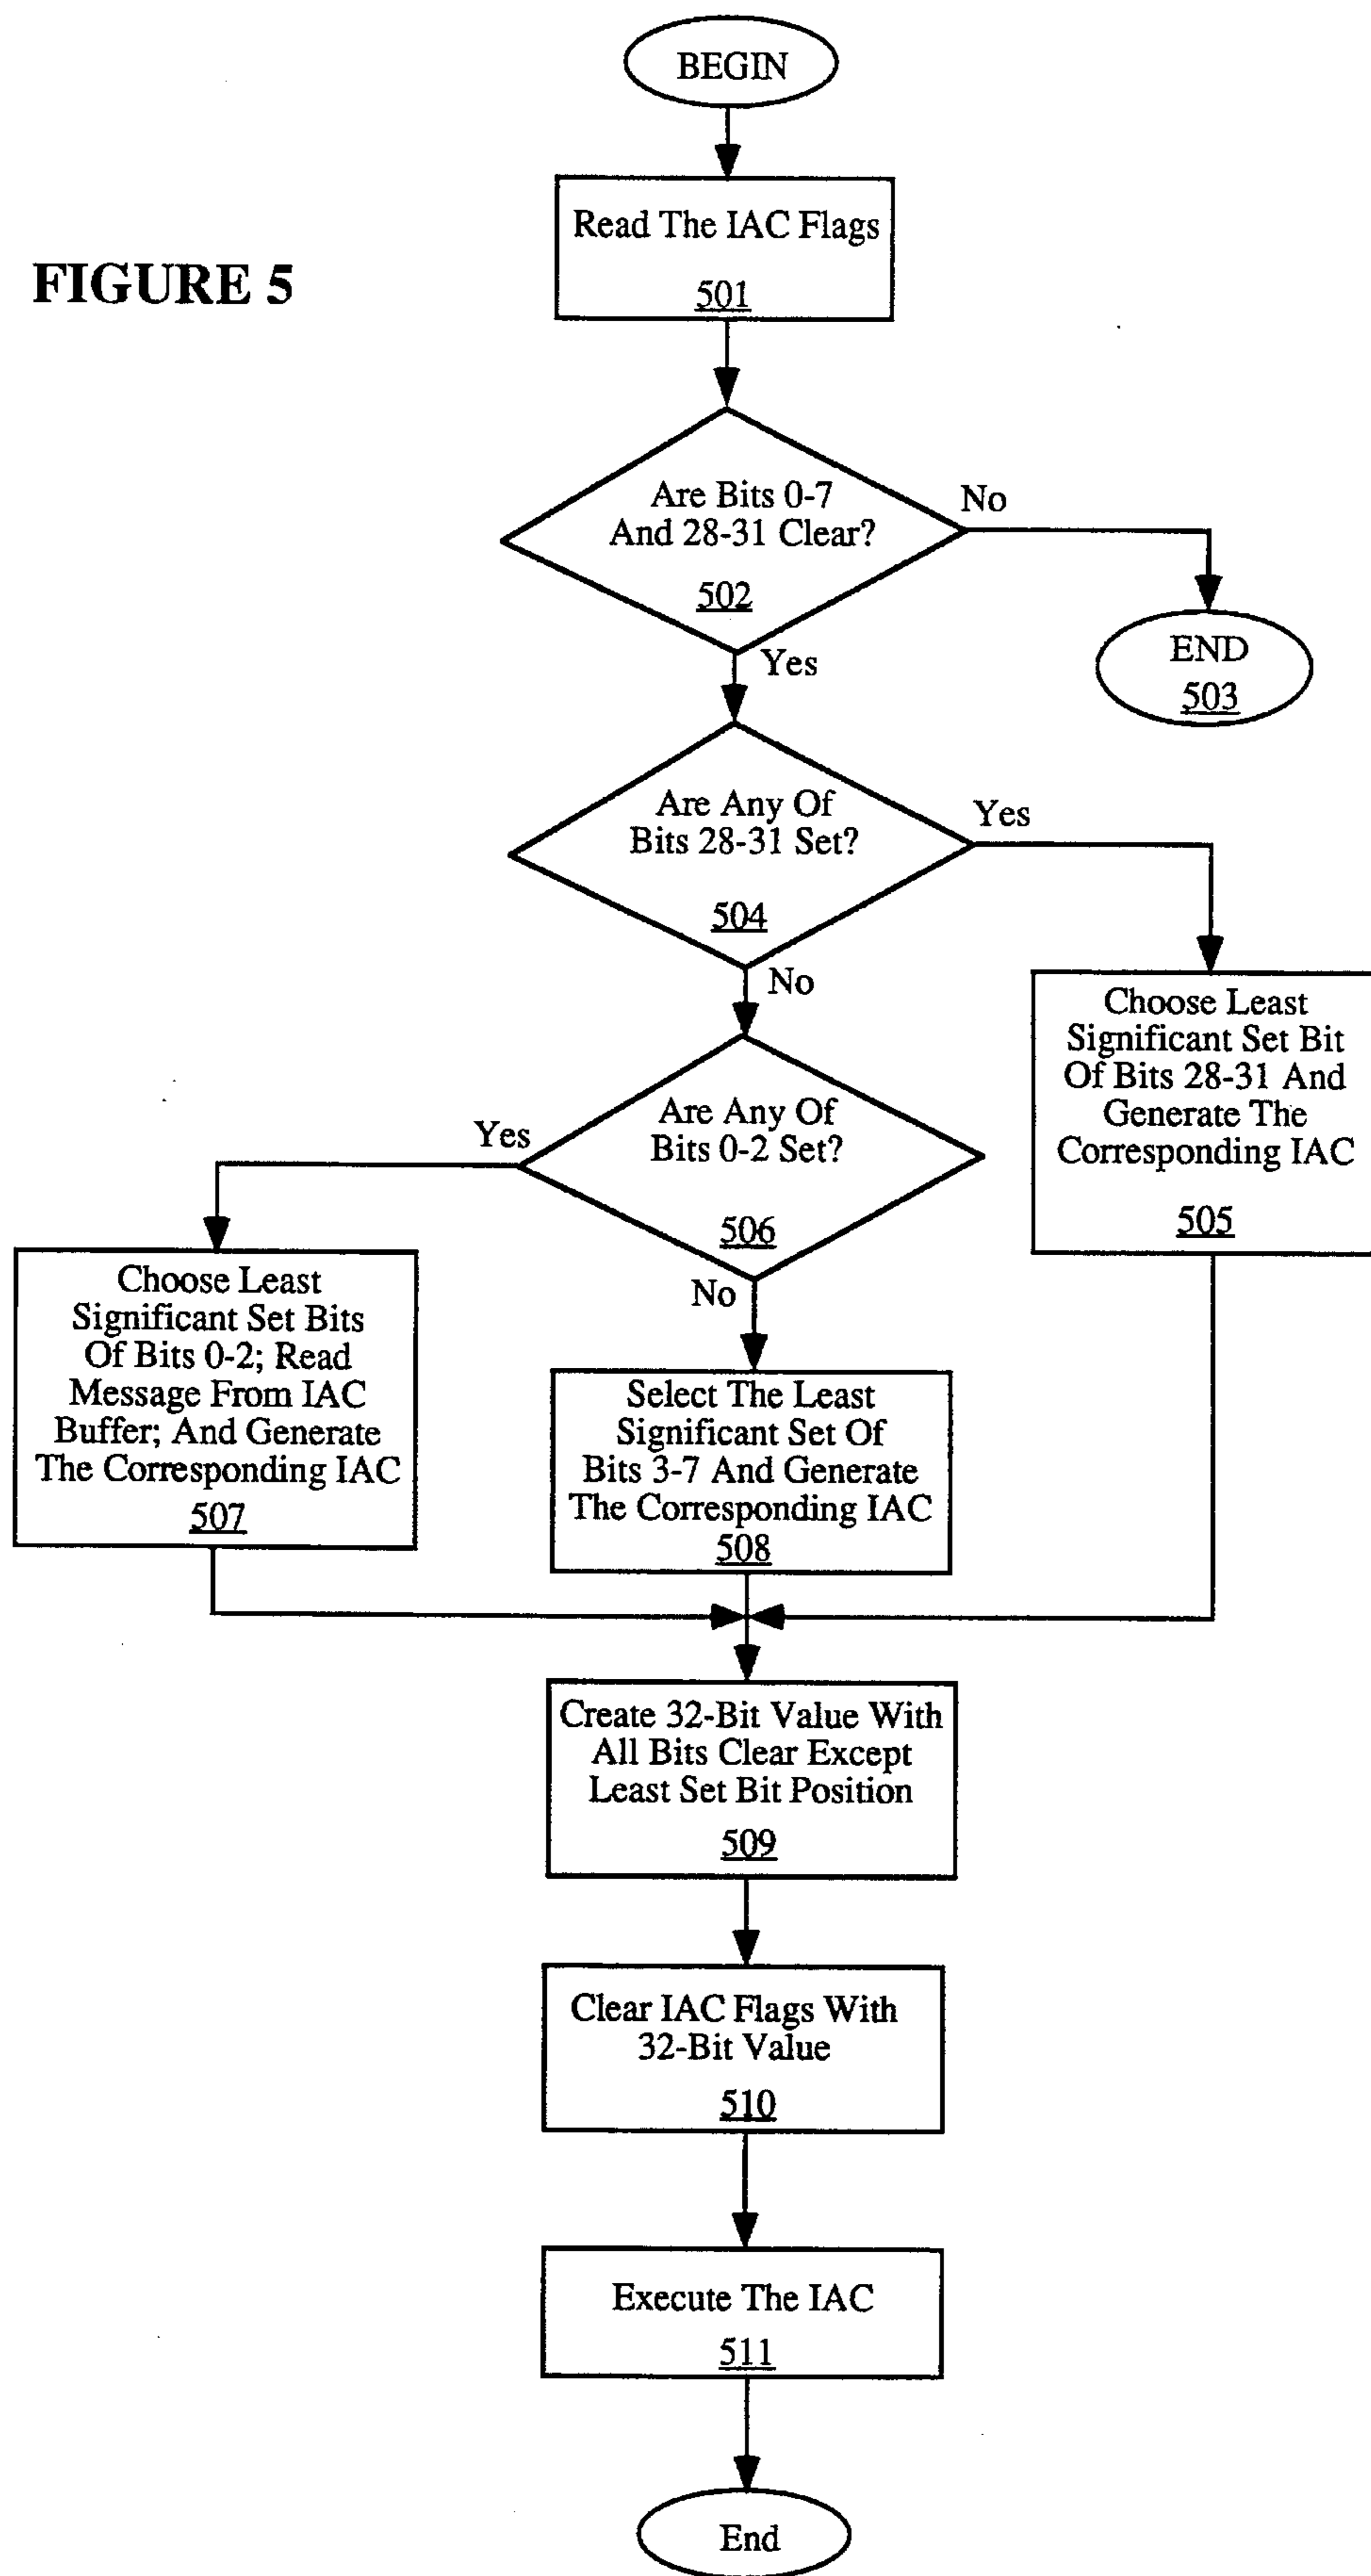 BEGIN
Read The IAC Flags
501
FIGURE 5
Are Bits 0-7
And 28-31 Clear?
502
No
END
503
Yes
Are Any Of
Bits 28-31 Set?
504
Yes
No
Choose Least
Significant Set Bit
Of Bits 28-31 And
Generate The
Corresponding IAC
505
Are Any Of
Bits 0-2 Set?
506
Yes
No
Choose Least
Significant Set Bits
Of Bits 0-2; Read
Message From IAC
Buffer; And Generate
The Corresponding IAC
507
Select The Least
Significant Set Of
Bits 3-7 And Generate
The Corresponding IAC
508
Create 32-Bit Value With
All Bits Clear Except
Least Set Bit Position
509
Clear IAC Flags With
32-Bit Value
510
Execute The IAC
511
End